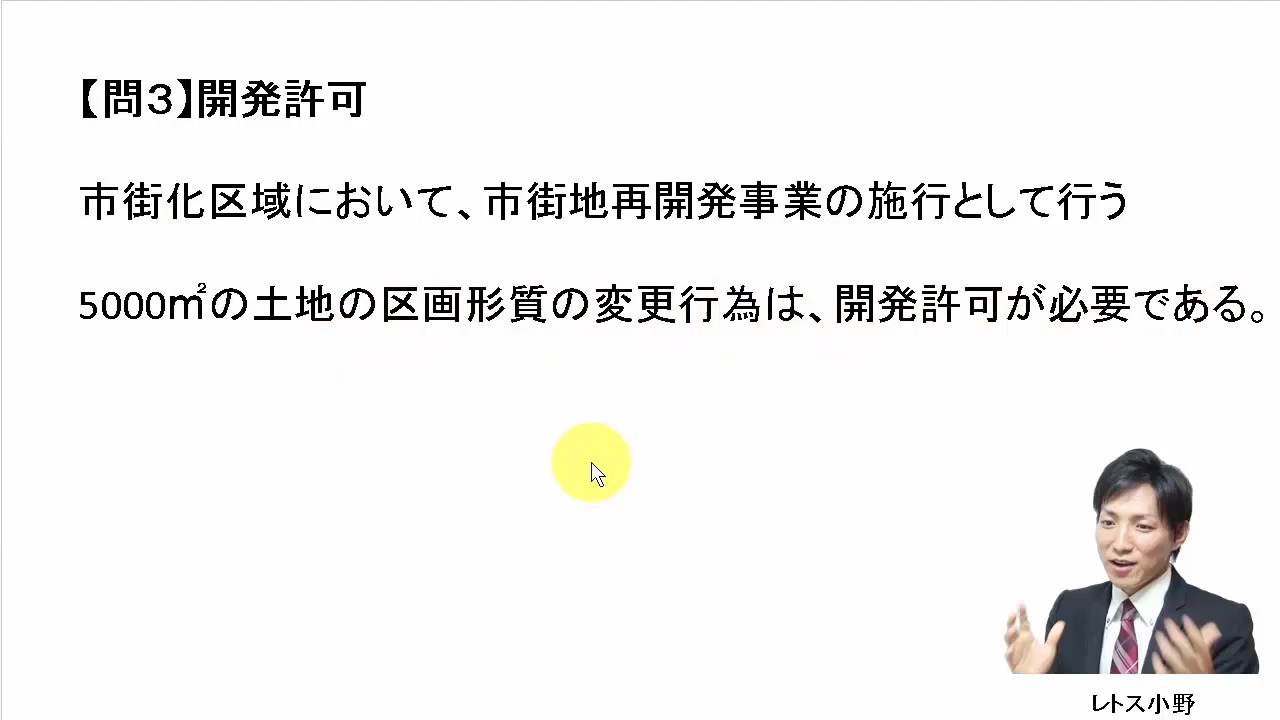 【問３】開発許可
市街化区域において、市街地再開発事業の施行として行う
5000㎡の土地の区画形質の変更行為は、開発許可が必要である。
レトス小野